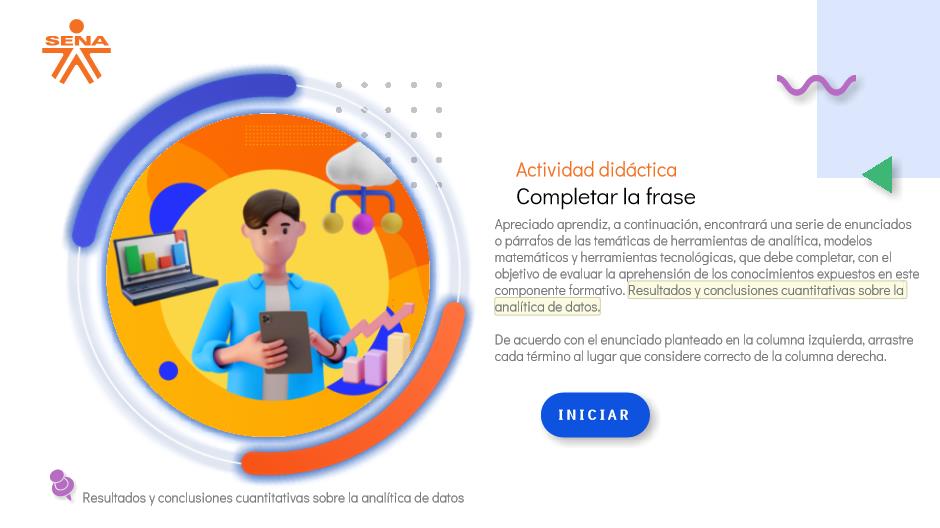 SENA
Actividad didáctica
Completar la frase
Apreciado aprendiz, a continuación, encontrará una serie de enunciados
o párrafos de las temáticas de herramientas de analítica, modelos
matemáticos y herramientas tecnológicas, que debe completar, con el
objetivo de evaluar la aprehensión de los conocimientos expuestos en este
componente formativo. Resultados y conclusiones cuantitativas sobre la
analítica de datos.
De acuerdo con el enunciado planteado en la columna izquierda, arrastre
cada término al lugar que considere correcto de la columna derecha.
INICIAR
Resultados y conclusiones cuantitativas sobre la analítica de datos